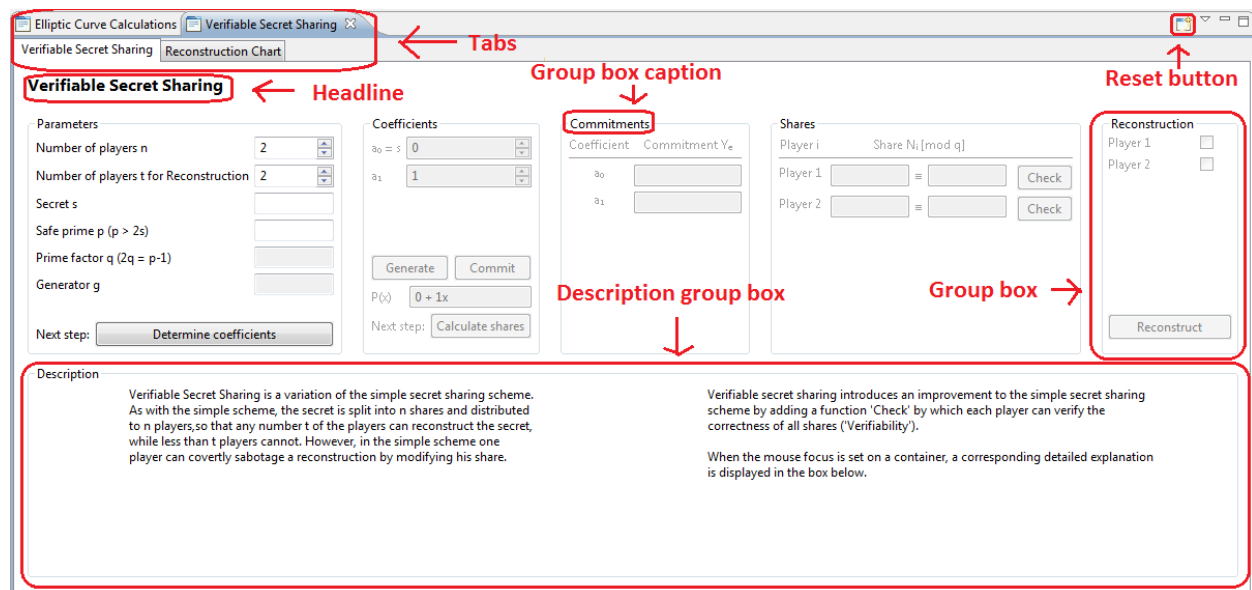 Elliptic Curve Calculations Verifiable Secret Sharing
Verifiable Secret Sharing Reconstruction Chart
Tabs
Reset button
Verifiable Secret Sharing
Headline
Group box caption
Parameters
Number of players n 2
Number of players t for Reconstruction 2
Secret s
Safe prime p (p > 2s)
Prime factor q (2q = p-1)
Generator g
Next step: Determine coefficients
Coefficients
a₀ = s 0
a₁ 1
Generate Commit
P(x) 0 + 1x
Next step: Calculate shares
Commitments
Coefficient Commitment Yₑ
a₀
a₁
Shares
Player i Share Nᵢ [mod q]
Player 1 ≡ Check
Player 2 ≡ Check
Reconstruction
Player 1
Player 2
Reconstruct
Group box
Description group box
Description
Verifiable Secret Sharing is a variation of the simple secret sharing scheme.
As with the simple scheme, the secret is split into n shares and distributed
to n players,so that any number t of the players can reconstruct the secret,
while less than t players cannot. However, in the simple scheme one
player can covertly sabotage a reconstruction by modifying his share.
Verifiable secret sharing introduces an improvement to the simple secret sharing
scheme by adding a function 'Check' by which each player can verify the
correctness of all shares ('Verifiability').
When the mouse focus is set on a container, a corresponding detailed explanation
is displayed in the box below.